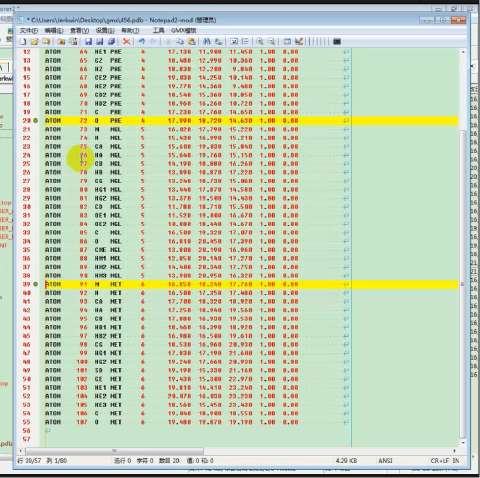 * C:\Users\Jerkwin\Desktop\gmx\456.pdb - Notepad2-mod (管理员)
文件(F) 编辑(E) 查看(V) 设置(S) 帮助(?) 工具 GMX模板
12 ATOM 64 HE1 PHE 4 17.130 11.900 11.450 1.00 0.00
13 ATOM 65 CZ PHE 4 18.480 12.990 10.360 1.00 0.00
14 ATOM 66 HZ PHE 4 18.030 12.200 9.840 1.00 0.00
15 ATOM 67 CE2 PHE 4 19.030 14.250 10.140 1.00 0.00
16 ATOM 68 HE2 PHE 4 19.770 14.360 9.400 1.00 0.00
17 ATOM 69 CD2 PHE 4 18.540 15.360 10.850 1.00 0.00
18 ATOM 70 HD2 PHE 4 18.960 16.260 10.720 1.00 0.00
19 ATOM 71 C PHE 4 17.230 17.760 14.650 1.00 0.00
20 ATOM 72 O PHE 4 17.990 18.720 14.630 1.00 0.00
21 ATOM 73 N MGL 5 16.020 17.790 15.220 1.00 0.00
22 ATOM 74 H MGL 5 15.430 16.990 15.210 1.00 0.00
23 ATOM 75 CA MGL 5 15.600 19.030 15.840 1.00 0.00
24 ATOM 76 HA MGL 5 15.640 19.760 15.150 1.00 0.00
25 ATOM 77 CB MGL 5 14.190 18.800 16.260 1.00 0.00
26 ATOM 78 HB MGL 5 13.890 18.070 17.220 1.00 0.00
27 ATOM 79 CG MGL 5 13.240 18.730 15.060 1.00 0.00
28 ATOM 80 HG1 MGL 5 13.440 17.870 14.580 1.00 0.00
29 ATOM 81 HG2 MGL 5 13.370 19.500 14.430 1.00 0.00
30 ATOM 82 CD MGL 5 11.780 18.710 15.500 1.00 0.00
31 ATOM 83 OE1 MGL 5 11.520 19.000 16.670 1.00 0.00
32 ATOM 84 OE2 MGL 5 10.880 18.440 14.670 1.00 0.00
33 ATOM 85 C MGL 5 16.500 19.320 17.070 1.00 0.00
34 ATOM 86 O MGL 5 16.810 20.450 17.390 1.00 0.00
35 ATOM 87 CME MGL 5 13.800 20.190 16.960 1.00 0.00
36 ATOM 88 HM1 MGL 5 12.850 20.140 17.270 1.00 0.00
37 ATOM 89 HM2 MGL 5 14.400 20.340 17.750 1.00 0.00
38 ATOM 90 HM3 MGL 5 13.900 20.950 16.320 1.00 0.00
39 ATOM 91 N MET 6 16.850 18.240 17.760 1.00 0.00
40 ATOM 92 H MET 6 16.500 17.350 17.480 1.00 0.00
41 ATOM 93 CA MET 6 17.700 18.320 18.920 1.00 0.00
42 ATOM 94 HA MET 6 17.250 18.940 19.560 1.00 0.00
43 ATOM 95 CB MET 6 17.800 16.930 19.530 1.00 0.00
44 ATOM 96 HB1 MET 6 18.460 16.390 18.920 1.00 0.00
45 ATOM 97 HB2 MET 6 16.900 16.500 19.610 1.00 0.00
46 ATOM 98 CG MET 6 18.530 16.960 20.930 1.00 0.00
47 ATOM 99 HG1 MET 6 17.830 17.190 21.600 1.00 0.00
48 ATOM 100 HG2 MET 6 19.240 17.660 20.930 1.00 0.00
49 ATOM 101 SD MET 6 19.190 15.330 21.160 1.00 0.00
50 ATOM 102 CE MET 6 19.430 15.300 22.970 1.00 0.00
51 ATOM 103 HE1 MET 6 19.810 14.410 23.240 1.00 0.00
52 ATOM 104 HE2 MET 6 20.070 16.030 23.230 1.00 0.00
53 ATOM 105 HE3 MET 6 18.560 15.450 23.430 1.00 0.00
54 ATOM 106 C MET 6 19.040 18.900 18.550 1.00 0.00
55 ATOM 107 O MET 6 19.480 19.870 19.190 1.00 0.00
56
57
行 39/57 列 1/80 选行 0 字符 0 数目 20 值: 0 和: 0 4.29 KB ANSI CR+LF IN